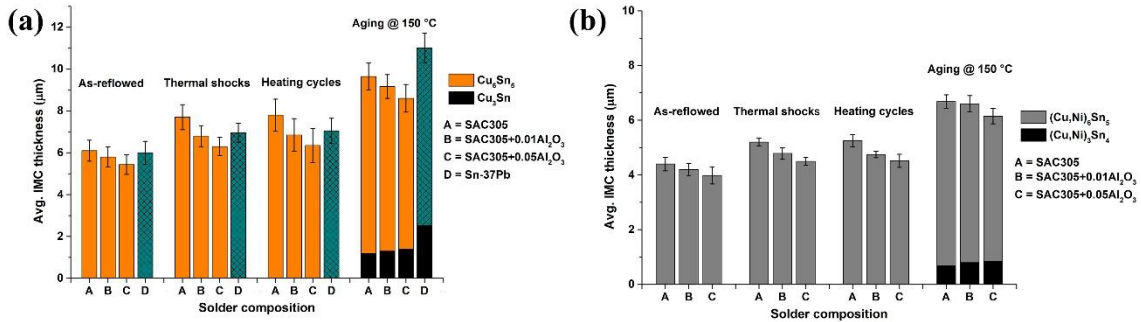 (a)
Avg. IMC thickness (µm)
12
10
8
6
4
2
0
As-reflowed
Thermal shocks
Heating cycles
Aging @ 150 °C
Cu₆Sn₅
Cu₃Sn
A = SAC305
B = SAC305+0.01Al₂O₃
C = SAC305+0.05Al₂O₃
D = Sn-37Pb
A B C D A B C D A B C D A B C D
Solder composition
(b)
Avg. IMC thickness (µm)
10
8
6
4
2
0
As-reflowed
Thermal shocks
Heating cycles
Aging @ 150 °C
(Cu,Ni)₆Sn₅
(Cu,Ni)₃Sn₄
A = SAC305
B = SAC305+0.01Al₂O₃
C = SAC305+0.05Al₂O₃
A B C A B C A B C A B C
Solder composition